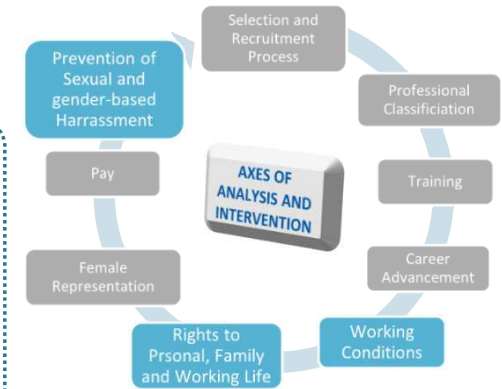 Selection and
Recruitment
Process
Professional
Classificiation
Training
Career
Advancement
Working
Conditions
Rights to
Prsonal, Family
and Working Life
Female
Representation
Pay
Prevention of
Sexual and
gender-based
Harrassment
AXES OF
ANALYSIS AND
INTERVENTION